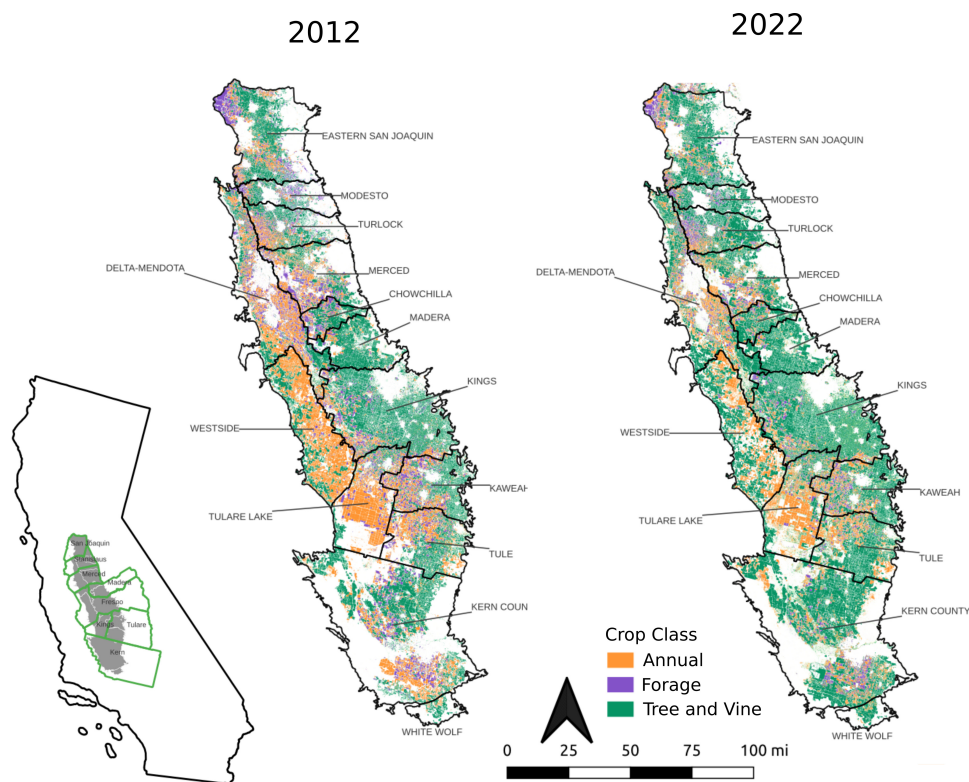 2012
2022
EASTERN SAN JOAQUIN
MODESTO
TURLOCK
DELTA-MENDOTA
MERCED
CHOWCHILLA
MADERA
KINGS
WESTSIDE
KAWEAH
TULARE LAKE
TULE
KERN COUN
WHITE WOLF
EASTERN SAN JOAQUIN
MODESTO
TURLOCK
DELTA-MENDOTA
MERCED
CHOWCHILLA
MADERA
KINGS
WESTSIDE
KAWEAH
TULARE LAKE
TULE
KERN COUNTY
WHITE WOLF
San Joaquin
Stanislaus
Merced
Madera
Fresno
Kings
Tulare
Kern
Crop Class
Annual
Forage
Tree and Vine
0 25 50 75 100 mi